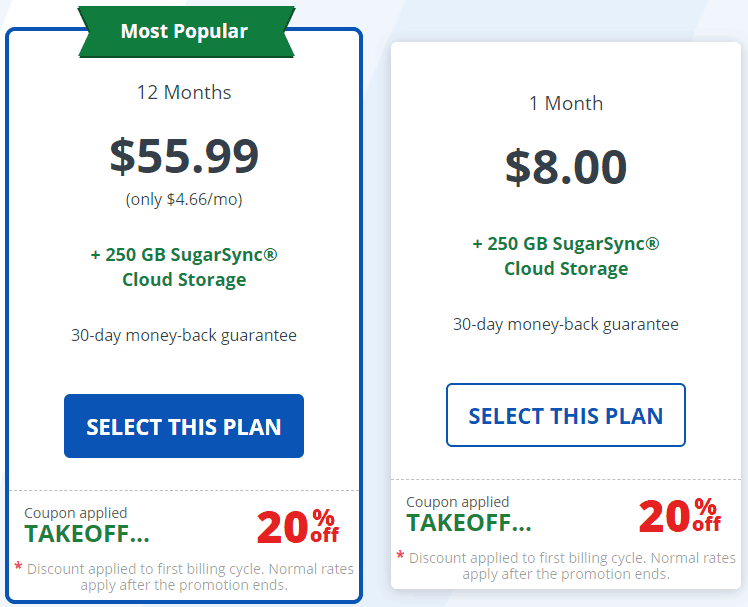 Most Popular
12 Months
$55.99
(only $4.66/mo)
+ 250 GB SugarSync®
Cloud Storage
30-day money-back guarantee
SELECT THIS PLAN
Coupon applied
TAKEOFF...
20% off
* Discount applied to first billing cycle. Normal rates
apply after the promotion ends.
1 Month
$8.00
+ 250 GB SugarSync®
Cloud Storage
30-day money-back guarantee
SELECT THIS PLAN
Coupon applied
TAKEOFF...
20% off
* Discount applied to first billing cycle. Normal rates
apply after the promotion ends.